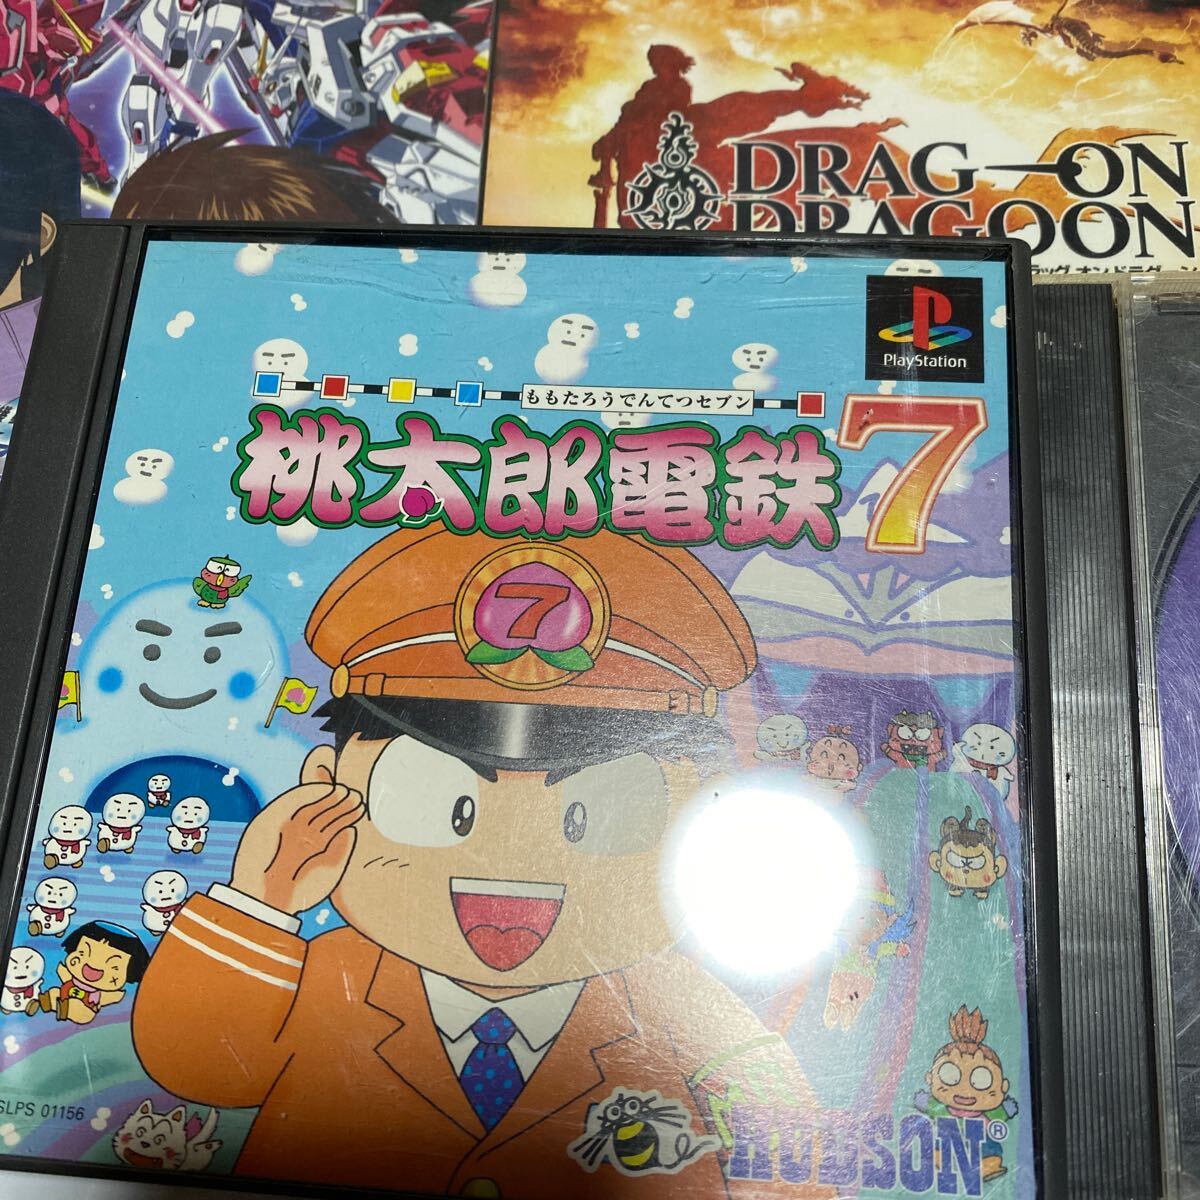 DRAG-ON
DRAGOON
PlayStation
ももたろうでんてつセブン
桃太郎電鉄7
7
SLPS 01156
HUDSON®